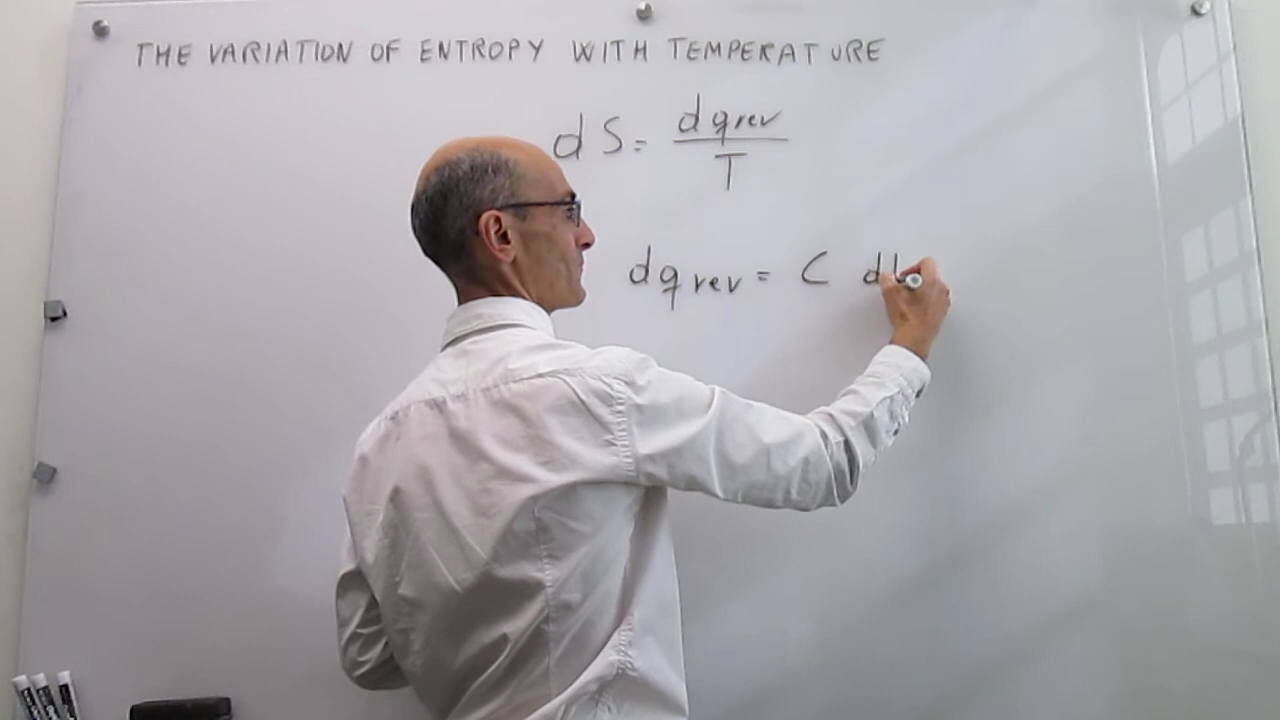 THE VARIATION OF ENTROPY WITH TEMPERATURE
dS = dqrev / T
dqrev = C d